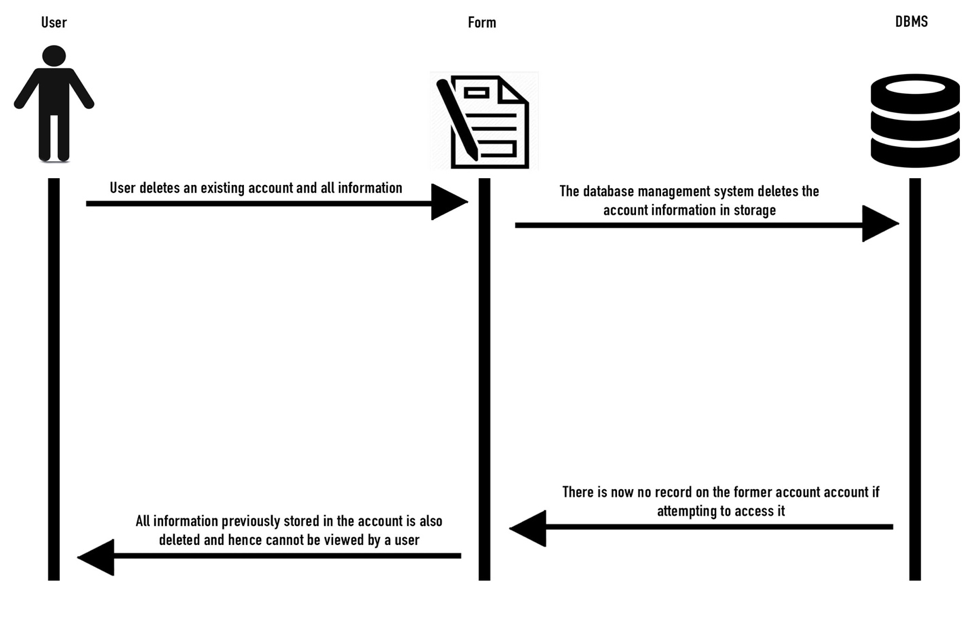 User
Form
DBMS
User deletes an existing account and all information
The database management system deletes the
account information in storage
There is now no record on the former account account if
attempting to access it
All information previously stored in the account is also
deleted and hence cannot be viewed by a user